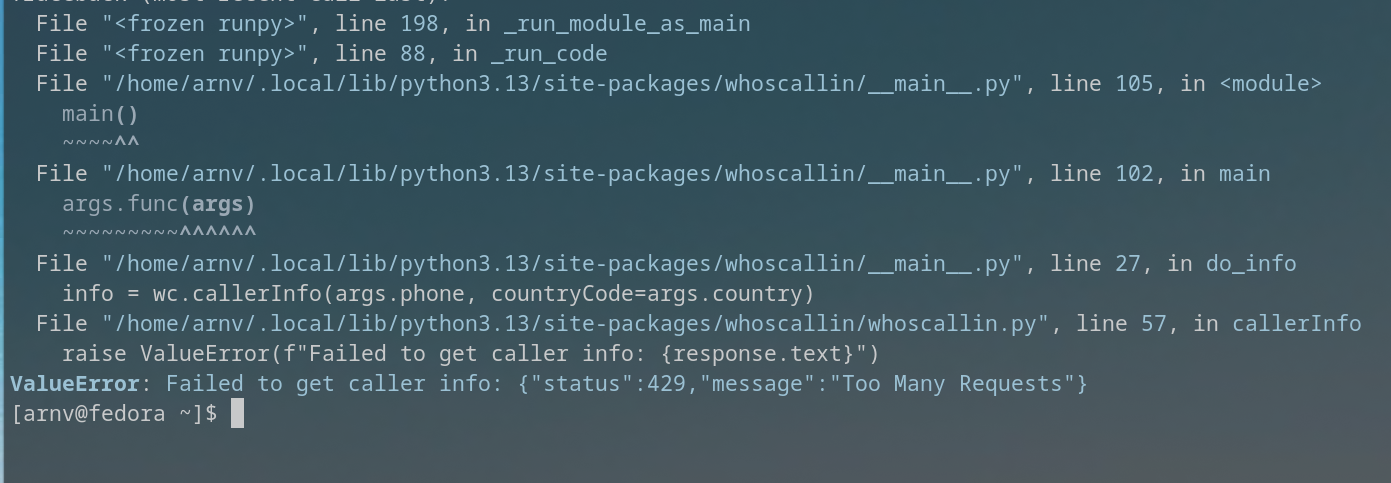 File "<frozen runpy>", line 198, in _run_module_as_main
File "<frozen runpy>", line 88, in _run_code
File "/home/arnv/.local/lib/python3.13/site-packages/whoscallin/__main__.py", line 105, in <module>
main()
~~~~^^
File "/home/arnv/.local/lib/python3.13/site-packages/whoscallin/__main__.py", line 102, in main
args.func(args)
~~~~~~~~~^^^^^^
File "/home/arnv/.local/lib/python3.13/site-packages/whoscallin/__main__.py", line 27, in do_info
info = wc.callerInfo(args.phone, countryCode=args.country)
File "/home/arnv/.local/lib/python3.13/site-packages/whoscallin/whoscallin.py", line 57, in callerInfo
raise ValueError(f"Failed to get caller info: {response.text}")
ValueError: Failed to get caller info: {"status":429,"message":"Too Many Requests"}
[arnv@fedora ~]$